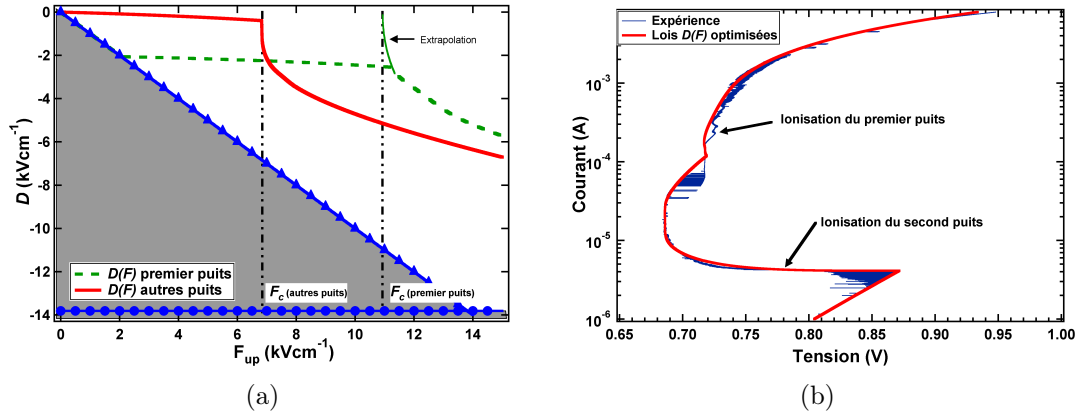 0
-2
-4
-6
-8
-10
-12
-14
D (kVcm⁻¹)
Extrapolation
D(F) premier puits
D(F) autres puits
F_c (autres puits)
F_c (premier puits)
0 2 4 6 8 10 12 14
F_up (kVcm⁻¹)
(a)
Expérience
Lois D(F) optimisées
10⁻³
10⁻⁴
10⁻⁵
10⁻⁶
Courant (A)
Ionisation du premier puits
Ionisation du second puits
0.65 0.70 0.75 0.80 0.85 0.90 0.95 1.00
Tension (V)
(b)